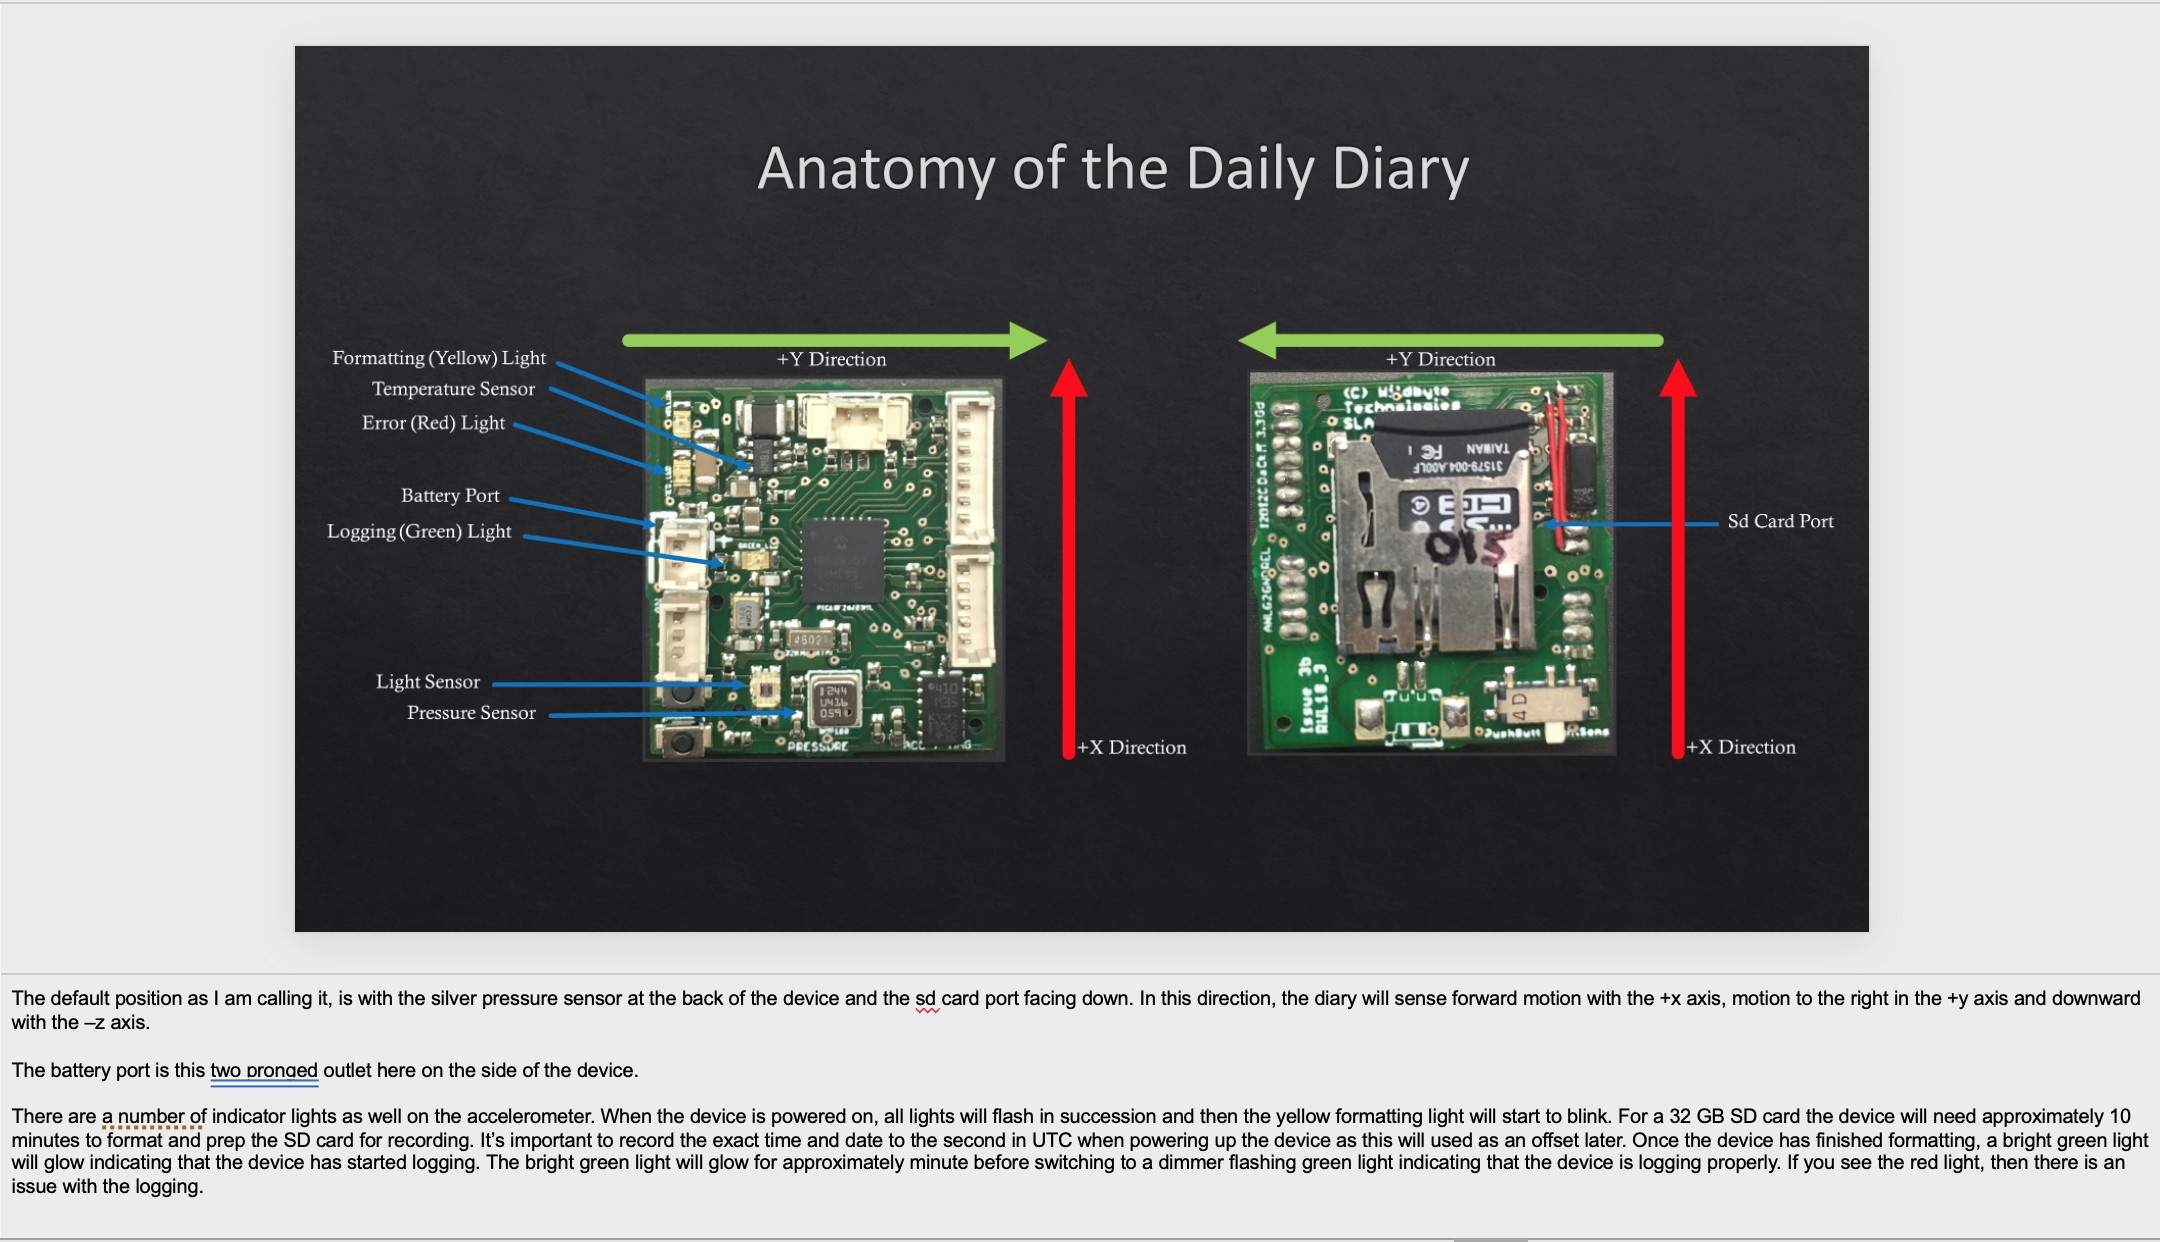 Anatomy of the Daily Diary
+Y Direction
+Y Direction
Formatting (Yellow) Light
Temperature Sensor
Error (Red) Light
Battery Port
Logging (Green) Light
Light Sensor
Pressure Sensor
+X Direction
Sd Card Port
+X Direction
PRESSURE
(C) Wildbyte
Technologies
SLA
TAIWAN
31579-004.A00LF
015
Issue 3b
4D
The default position as I am calling it, is with the silver pressure sensor at the back of the device and the sd card port facing down. In this direction, the diary will sense forward motion with the +x axis, motion to the right in the +y axis and downward
with the –z axis.
The battery port is this two pronged outlet here on the side of the device.
There are a number of indicator lights as well on the accelerometer. When the device is powered on, all lights will flash in succession and then the yellow formatting light will start to blink. For a 32 GB SD card the device will need approximately 10
minutes to format and prep the SD card for recording. It’s important to record the exact time and date to the second in UTC when powering up the device as this will used as an offset later. Once the device has finished formatting, a bright green light
will glow indicating that the device has started logging. The bright green light will glow for approximately minute before switching to a dimmer flashing green light indicating that the device is logging properly. If you see the red light, then there is an
issue with the logging.